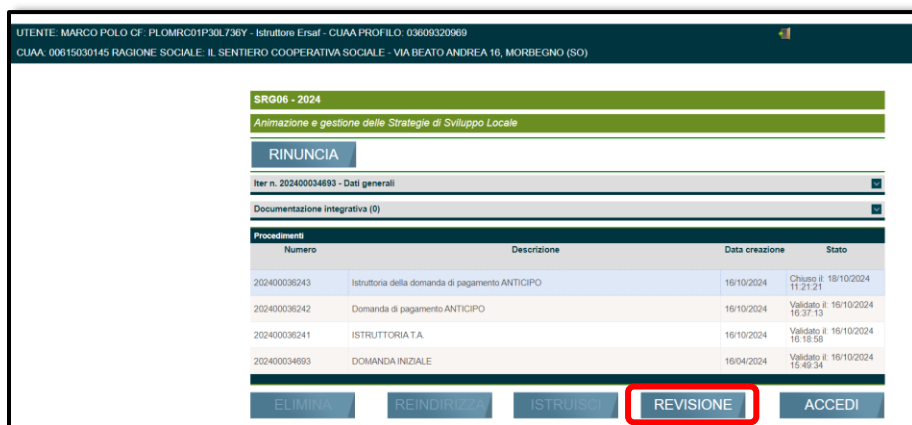 UTENTE: MARCO POLO CF: PLOMRC01P30L736Y - Istruttore Ersaf - CUAA PROFILO: 03609320969
CUAA: 00615030145 RAGIONE SOCIALE: IL SENTIERO COOPERATIVA SOCIALE - VIA BEATO ANDREA 16, MORBEGNO (SO)
SRG06 - 2024
Animazione e gestione delle Strategie di Sviluppo Locale
RINUNCIA
Iter n. 202400034693 - Dati generali
Documentazione integrativa (0)
Procedimenti
Numero Descrizione Data creazione Stato
202400036243 Istruttoria della domanda di pagamento ANTICIPO 16/10/2024 Chiuso il: 18/10/2024 11:21:21
202400036242 Domanda di pagamento ANTICIPO 16/10/2024 Validato il: 16/10/2024 16:37:13
202400036241 ISTRUTTORIA T.A. 16/10/2024 Validato il: 16/10/2024 16:18:58
202400034693 DOMANDA INIZIALE 16/04/2024 Validato il: 16/10/2024 15:49:34
ELIMINA REINDIRIZZA ISTRUISCI REVISIONE ACCEDI